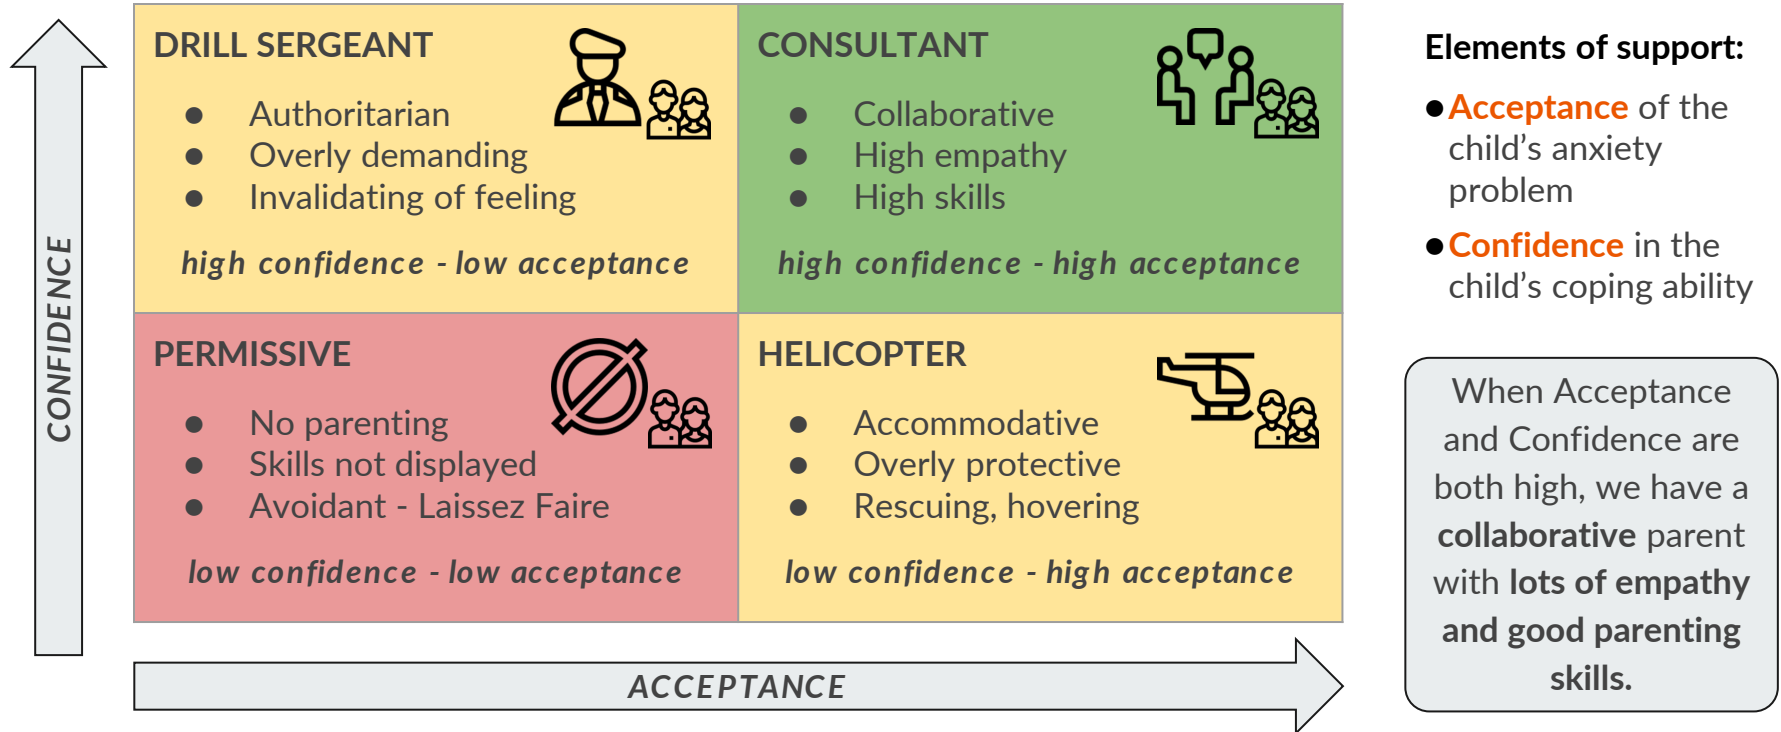 CONFIDENCE
DRILL SERGEANT
● Authoritarian
● Overly demanding
● Invalidating of feeling
high confidence - low acceptance
CONSULTANT
● Collaborative
● High empathy
● High skills
high confidence - high acceptance
PERMISSIVE
● No parenting
● Skills not displayed
● Avoidant - Laissez Faire
low confidence - low acceptance
HELICOPTER
● Accommodative
● Overly protective
● Rescuing, hovering
low confidence - high acceptance
ACCEPTANCE
Elements of support:
● Acceptance of the
child’s anxiety
problem
● Confidence in the
child’s coping ability
When Acceptance
and Confidence are
both high, we have a
collaborative parent
with lots of empathy
and good parenting
skills.